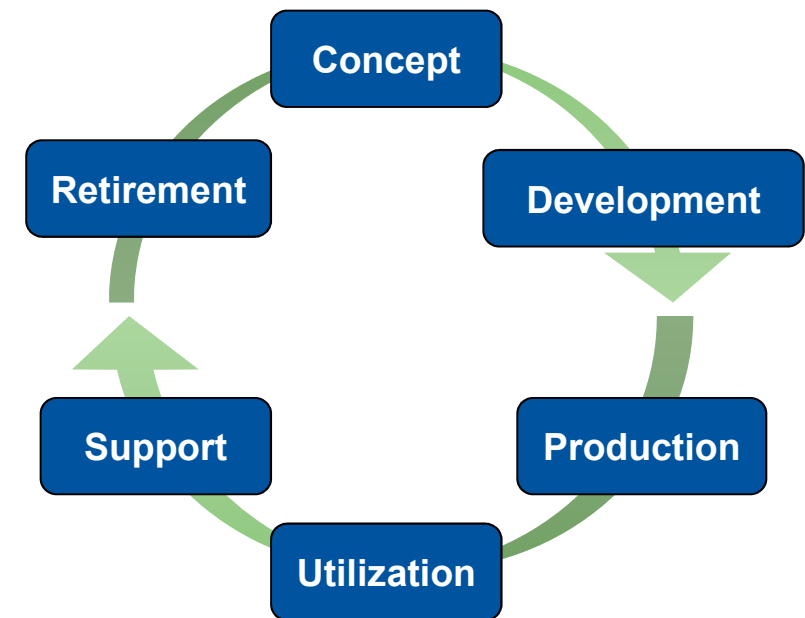 Concept
Development
Production
Utilization
Support
Retirement